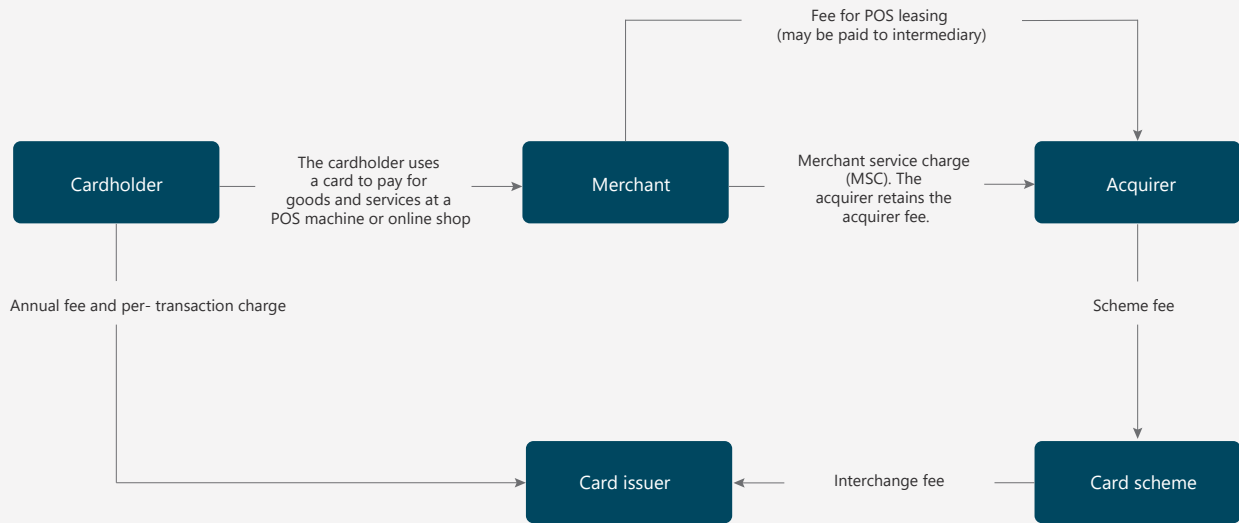 Fee for POS leasing
(may be paid to intermediary)
Cardholder
The cardholder uses
a card to pay for
goods and services at a
POS machine or online shop
Merchant
Merchant service charge
(MSC). The
acquirer retains the
acquirer fee.
Acquirer
Annual fee and per- transaction charge
Scheme fee
Card issuer
Interchange fee
Card scheme